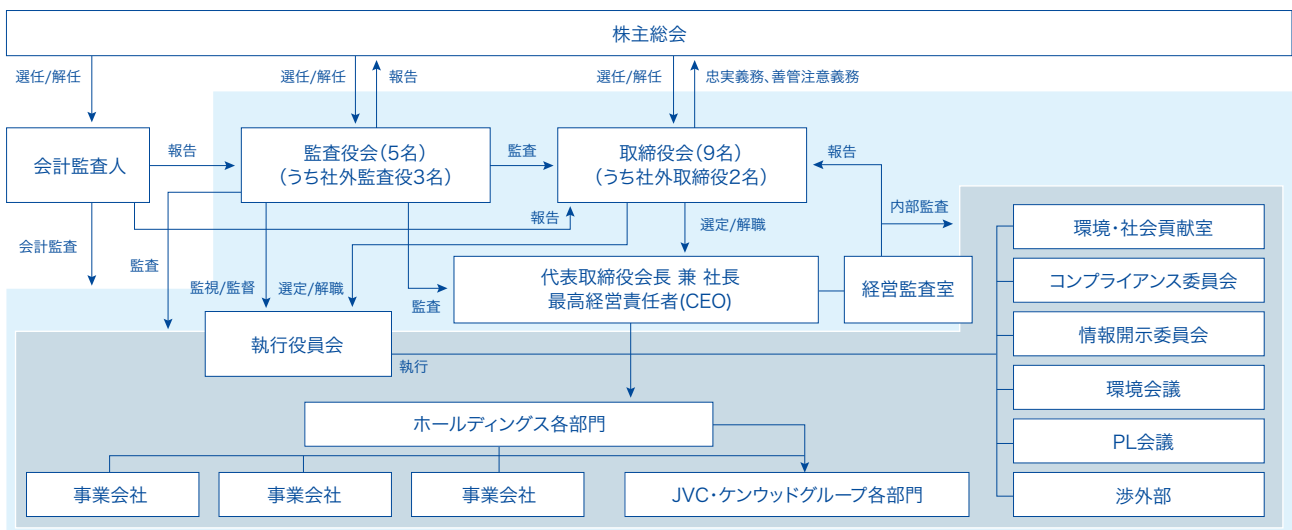 株主総会
選任/解任
選任/解任
報告
選任/解任
忠実義務、善管注意義務
会計監査人
報告
監査役会（5名）
（うち社外監査役3名）
監査
取締役会（9名）
（うち社外取締役2名）
報告
内部監査
報告
会計監査
監査
監視/監督
選定/解職
監査
選定/解職
代表取締役会長 兼 社長
最高経営責任者(CEO)
経営監査室
執行役員会
執行
環境・社会貢献室
コンプライアンス委員会
情報開示委員会
環境会議
PL会議
渉外部
ホールディングス各部門
事業会社
事業会社
事業会社
JVC・ケンウッドグループ各部門